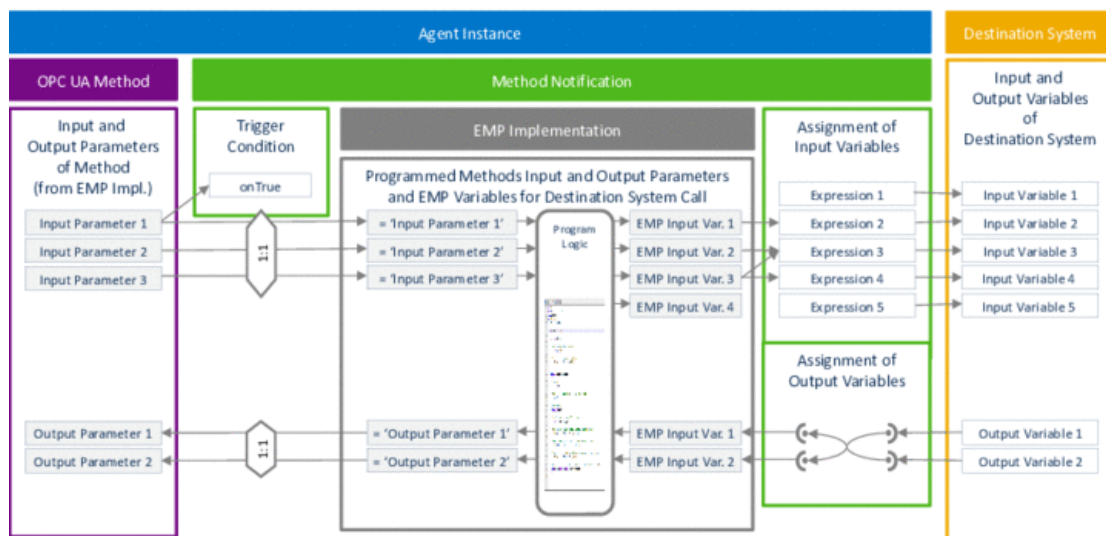 Agent Instance
Destination System
OPC UA Method
Method Notification
Input and
Output Parameters
of Method
(from EMP Impl.)
Trigger
Condition
onTrue
EMP Implementation
Programmed Methods Input and Output Parameters
and EMP Variables for Destination System Call
Assignment of
Input Variables
Input and
Output Variables
of
Destination System
Input Parameter 1
Input Parameter 2
Input Parameter 3
1:1
= 'Input Parameter 1'
= 'Input Parameter 2'
= 'Input Parameter 3'
Program
Logic
EMP Input Var. 1
EMP Input Var. 2
EMP Input Var. 3
EMP Input Var. 4
Expression 1
Expression 2
Expression 3
Expression 4
Expression 5
Input Variable 1
Input Variable 2
Input Variable 3
Input Variable 4
Input Variable 5
Assignment of
Output Variables
Output Parameter 1
Output Parameter 2
1:1
= 'Output Parameter 1'
= 'Output Parameter 2'
EMP Input Var. 1
EMP Input Var. 2
Output Variable 1
Output Variable 2